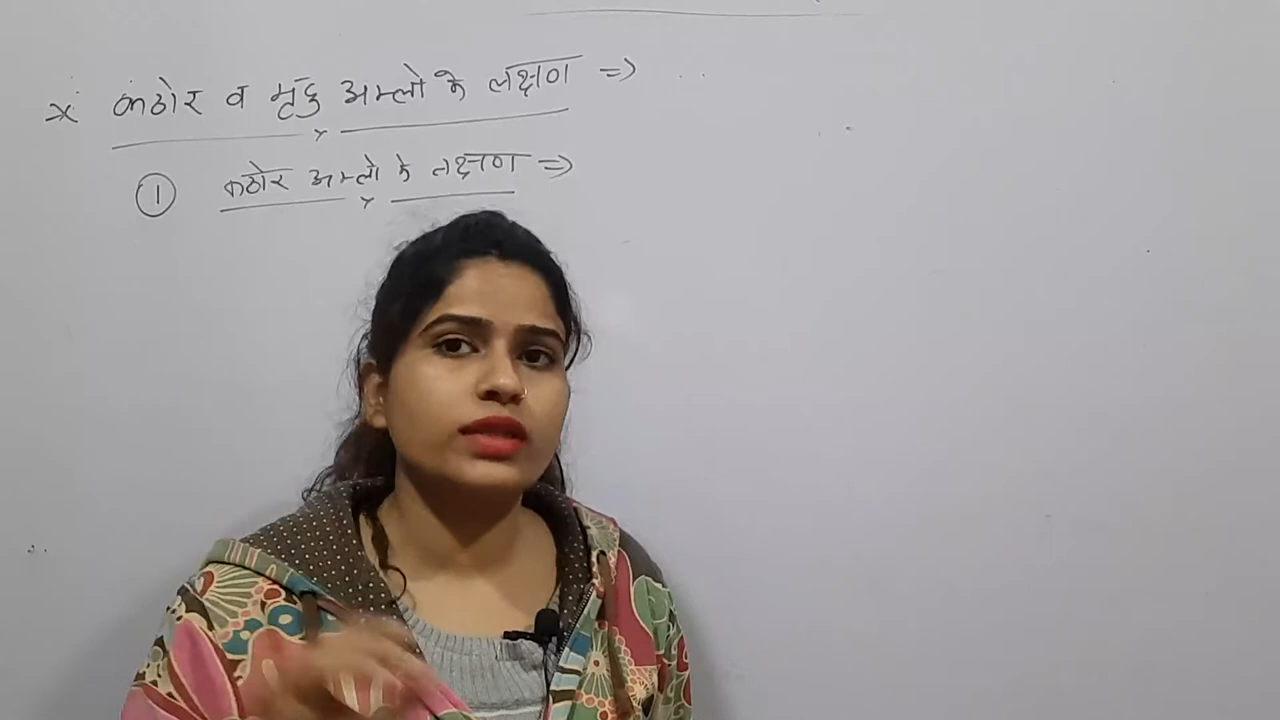 × कठोर व मृदु अम्लो के लक्षण ⇒
① कठोर अम्लो के लक्षण ⇒